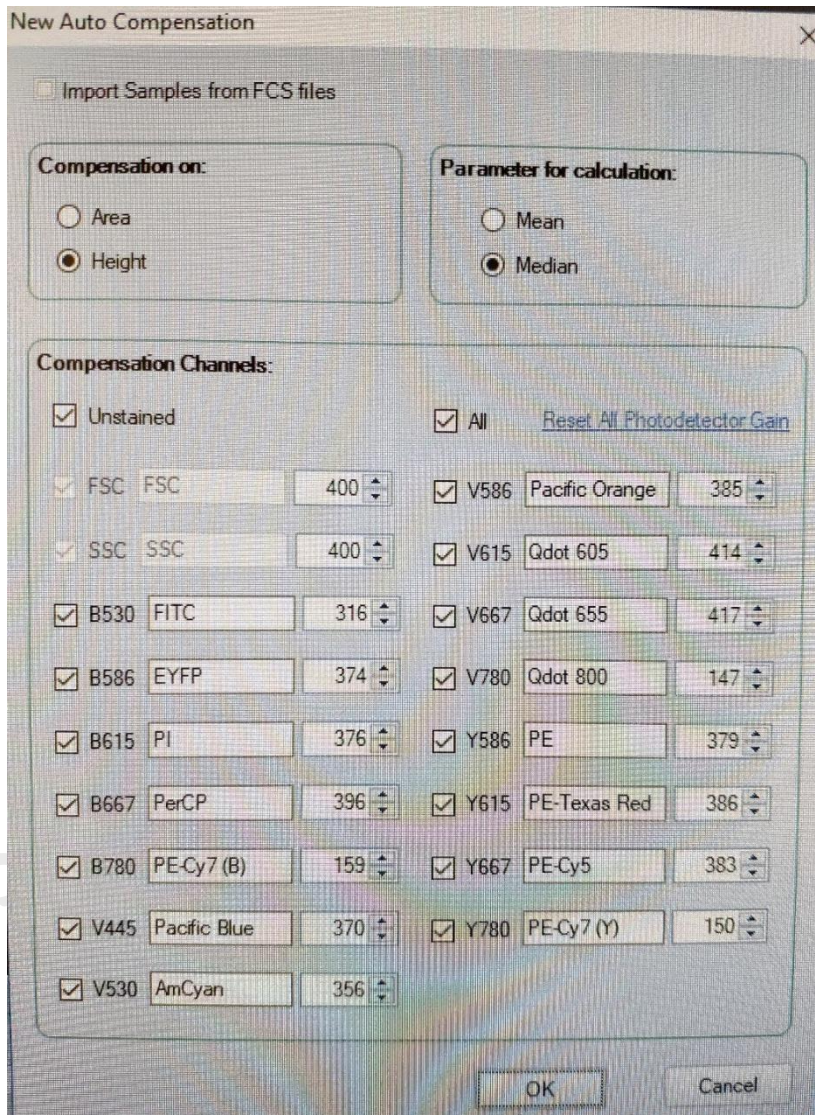 New Auto Compensation
Import Samples from FCS files
Compensation on:
Area
Height
Parameter for calculation:
Mean
Median
Compensation Channels:
Unstained
All Reset All Photodetector Gain
FSC FSC 400
SSC SSC 400
B530 FITC 316
B586 EYFP 374
B615 PI 376
B667 PerCP 396
B780 PE-Cy7 (B) 159
V445 Pacific Blue 370
V530 AmCyan 356
V586 Pacific Orange 385
V615 Qdot 605 414
V667 Qdot 655 417
V780 Qdot 800 147
Y586 PE 379
Y615 PE-Texas Red 386
Y667 PE-Cy5 383
Y780 PE-Cy7 (Y) 150
OK Cancel